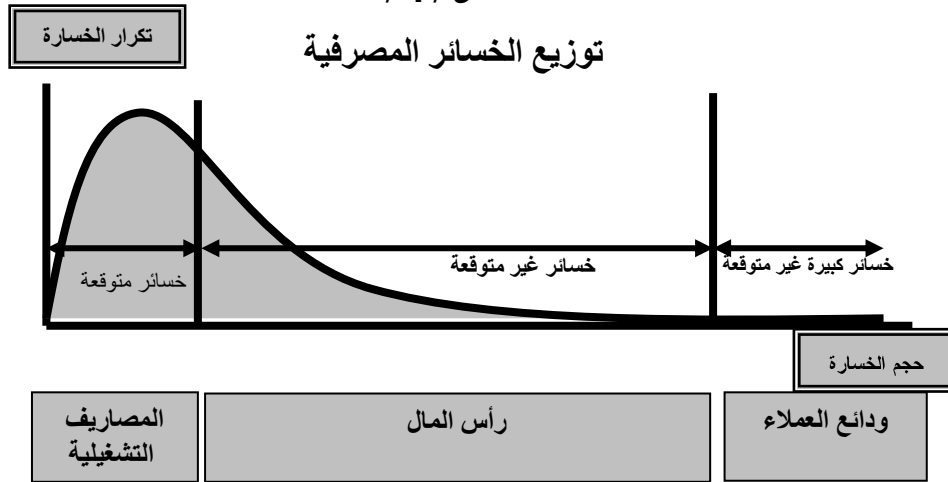 تكرار الخسارة
توزيع الخسائر المصرفية
خسائر متوقعة
خسائر غير متوقعة
خسائر كبيرة غير متوقعة
حجم الخسارة
المصاريف
التشغيلية
رأس المال
ودائع العملاء